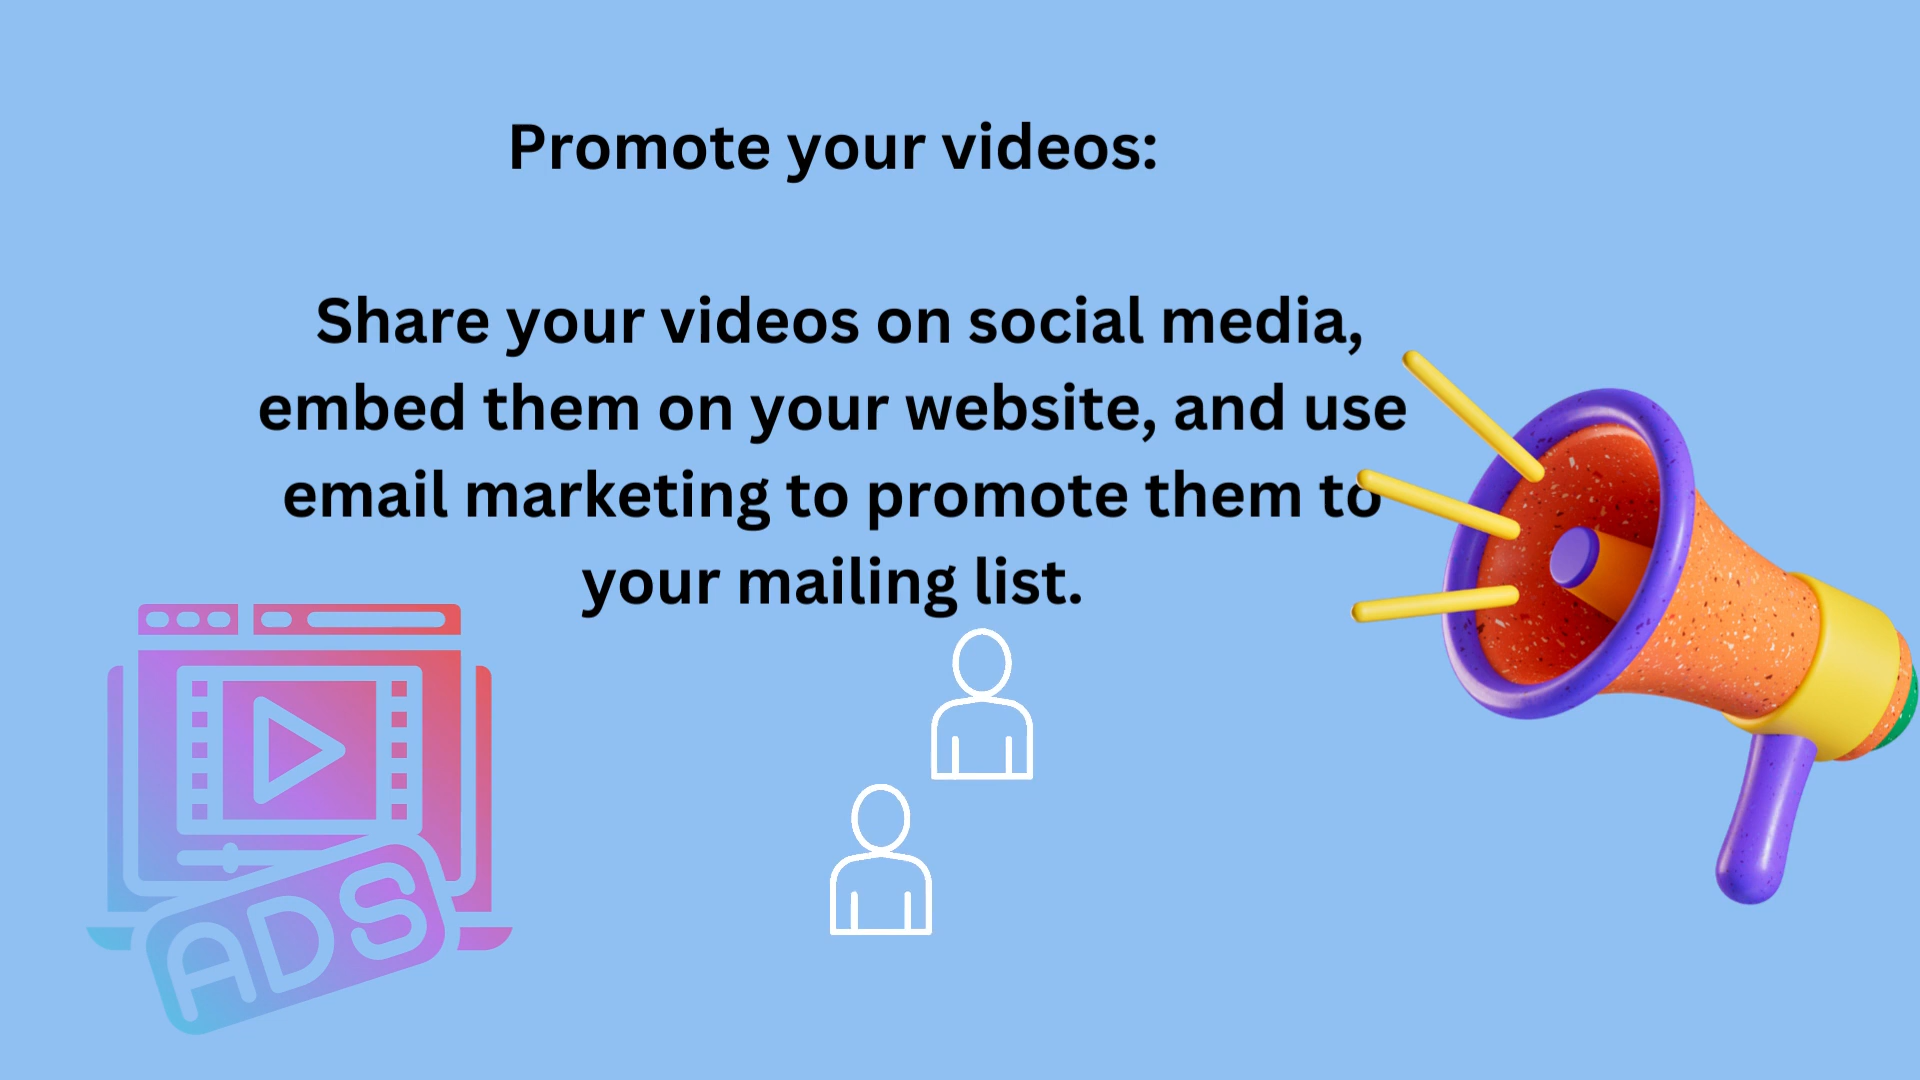 Promote your videos:
Share your videos on social media,
embed them on your website, and use
email marketing to promote them to
your mailing list.
ADS